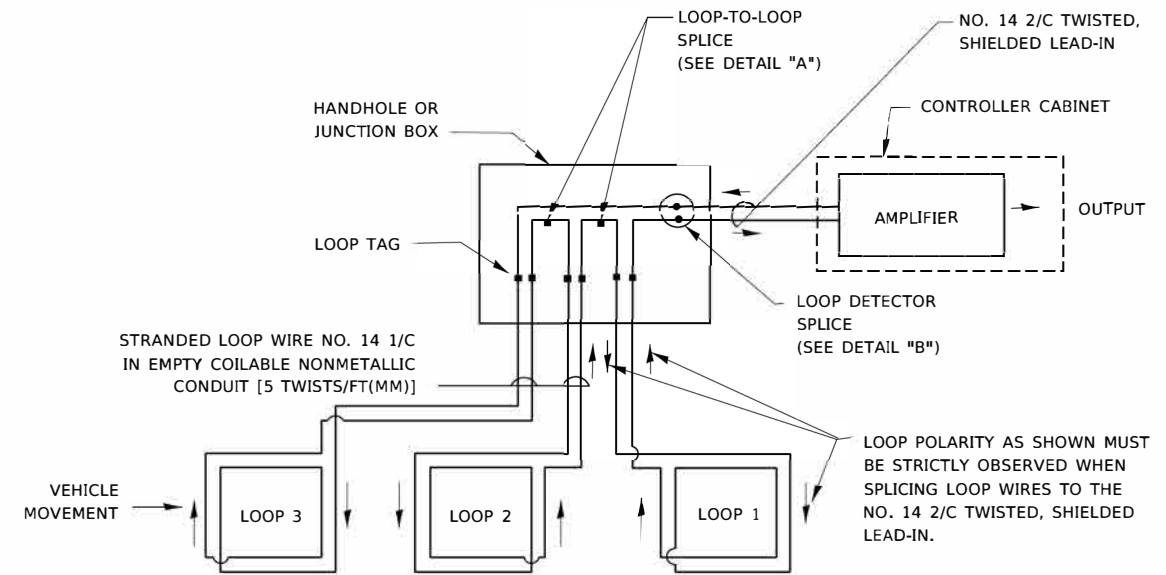 LOOP-TO-LOOP
SPLICE
(SEE DETAIL "A")
NO. 14 2/C TWISTED,
SHIELDED LEAD-IN
HANDHOLE OR
JUNCTION BOX
CONTROLLER CABINET
AMPLIFIER
OUTPUT
LOOP TAG
LOOP DETECTOR
SPLICE
(SEE DETAIL "B")
STRANDED LOOP WIRE NO. 14 1/C
IN EMPTY COILABLE NONMETALLIC
CONDUIT [5 TWISTS/FT(MM)]
LOOP POLARITY AS SHOWN MUST
BE STRICTLY OBSERVED WHEN
SPLICING LOOP WIRES TO THE
NO. 14 2/C TWISTED, SHIELDED
LEAD-IN.
VEHICLE
MOVEMENT
LOOP 3
LOOP 2
LOOP 1